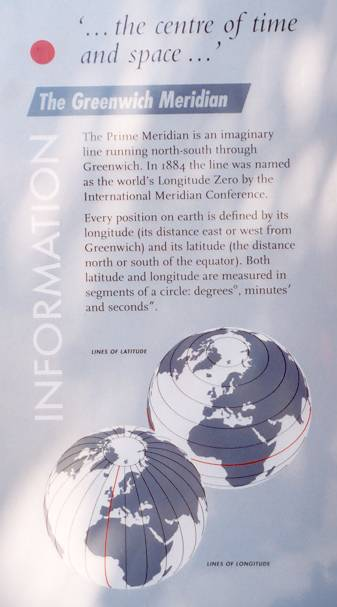 ‘... the centre of time
and space ...’
The Greenwich Meridian
INFORMATION
The Prime Meridian is an imaginary
line running north-south through
Greenwich. In 1884 the line was named
as the world's Longitude Zero by the
International Meridian Conference.
Every position on earth is defined by its
longitude (its distance east or west from
Greenwich) and its latitude (the distance
north or south of the equator). Both
latitude and longitude are measured in
segments of a circle: degrees°, minutes′
and seconds″.
LINES OF LATITUDE
LINES OF LONGITUDE